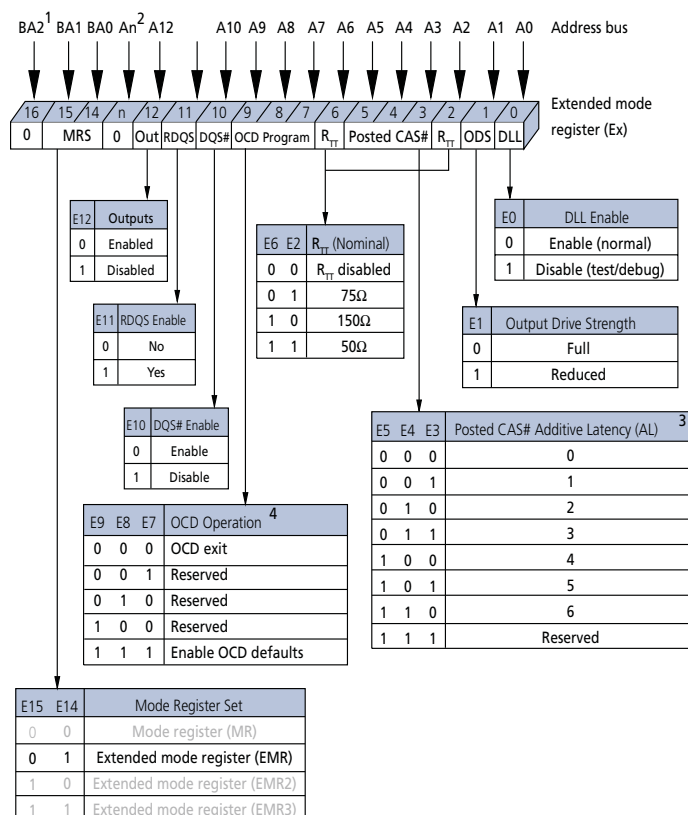 BA2¹ BA1 BA0 An² A12 A10 A9 A8 A7 A6 A5 A4 A3 A2 A1 A0 Address bus
16 15 14 n 12 11 10 9 8 7 6 5 4 3 2 1 0 Extended mode
0 MRS 0 Out RDQS DQS# OCD Program R_TT Posted CAS# R_TT ODS DLL register (Ex)
E12 Outputs
0 Enabled
1 Disabled
E11 RDQS Enable
0 No
1 Yes
E10 DQS# Enable
0 Enable
1 Disable
E6 E2 R_TT (Nominal)
0 0 R_TT disabled
0 1 75Ω
1 0 150Ω
1 1 50Ω
E0 DLL Enable
0 Enable (normal)
1 Disable (test/debug)
E1 Output Drive Strength
0 Full
1 Reduced
E5 E4 E3 Posted CAS# Additive Latency (AL) 3
0 0 0 0
0 0 1 1
0 1 0 2
0 1 1 3
1 0 0 4
1 0 1 5
1 1 0 6
1 1 1 Reserved
E9 E8 E7 OCD Operation 4
0 0 0 OCD exit
0 0 1 Reserved
0 1 0 Reserved
1 0 0 Reserved
1 1 1 Enable OCD defaults
E15 E14 Mode Register Set
0 0 Mode register (MR)
0 1 Extended mode register (EMR)
1 0 Extended mode register (EMR2)
1 1 Extended mode register (EMR3)